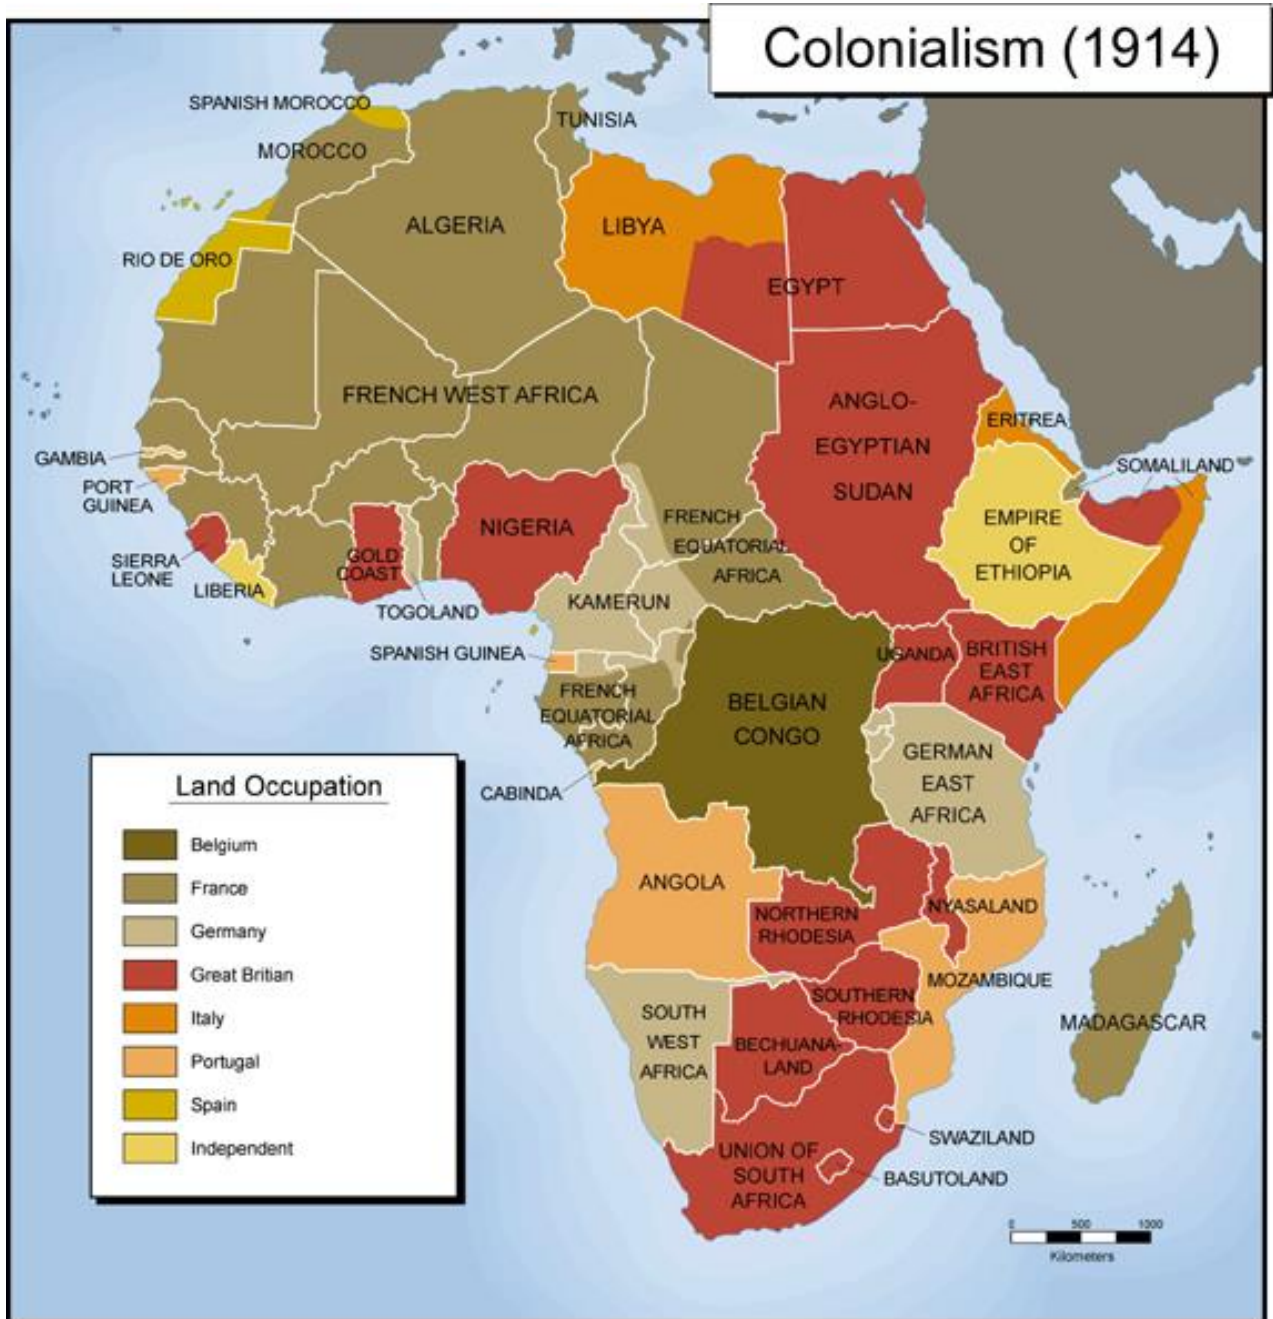 Colonialism (1914)
SPANISH MOROCCO
MOROCCO
TUNISIA
ALGERIA
LIBYA
RIO DE ORO
EGYPT
FRENCH WEST AFRICA
ANGLO-
EGYPTIAN
SUDAN
ERITREA
GAMBIA
PORT
GUINEA
SOMALILAND
NIGERIA
FRENCH
EQUATORIAL
AFRICA
EMPIRE
OF
ETHIOPIA
SIERRA
LEONE
LIBERIA
GOLD
COAST
TOGOLAND
KAMERUN
SPANISH GUINEA
UGANDA
BRITISH
EAST
AFRICA
FRENCH
EQUATORIAL
AFRICA
BELGIAN
CONGO
CABINDA
GERMAN
EAST
AFRICA
ANGOLA
NORTHERN
RHODESIA
NYASALAND
MOZAMBIQUE
SOUTH
WEST
AFRICA
SOUTHERN
RHODESIA
BECHUANA-
LAND
MADAGASCAR
SWAZILAND
UNION OF
SOUTH
AFRICA
BASUTOLAND
Land Occupation
Belgium
France
Germany
Great Britian
Italy
Portugal
Spain
Independent
0 500 1000
Kilometers